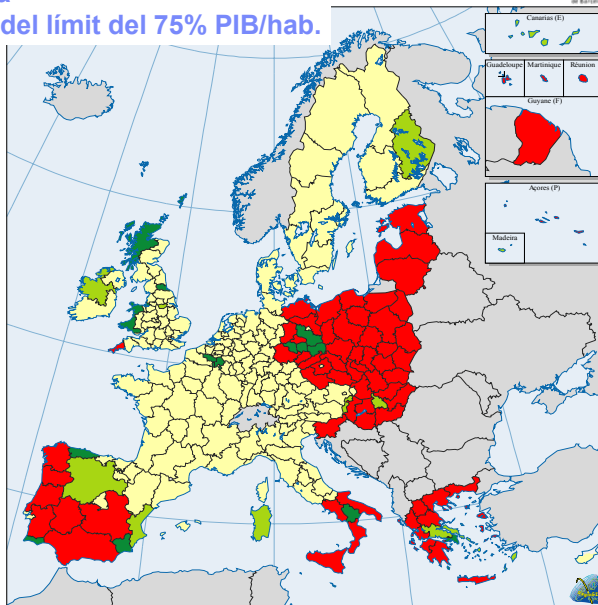 del límit del 75% PIB/hab.
Canarias (E)
Guadeloupe
Martinique
Réunion
Guyane (F)
Açores (P)
Madeira